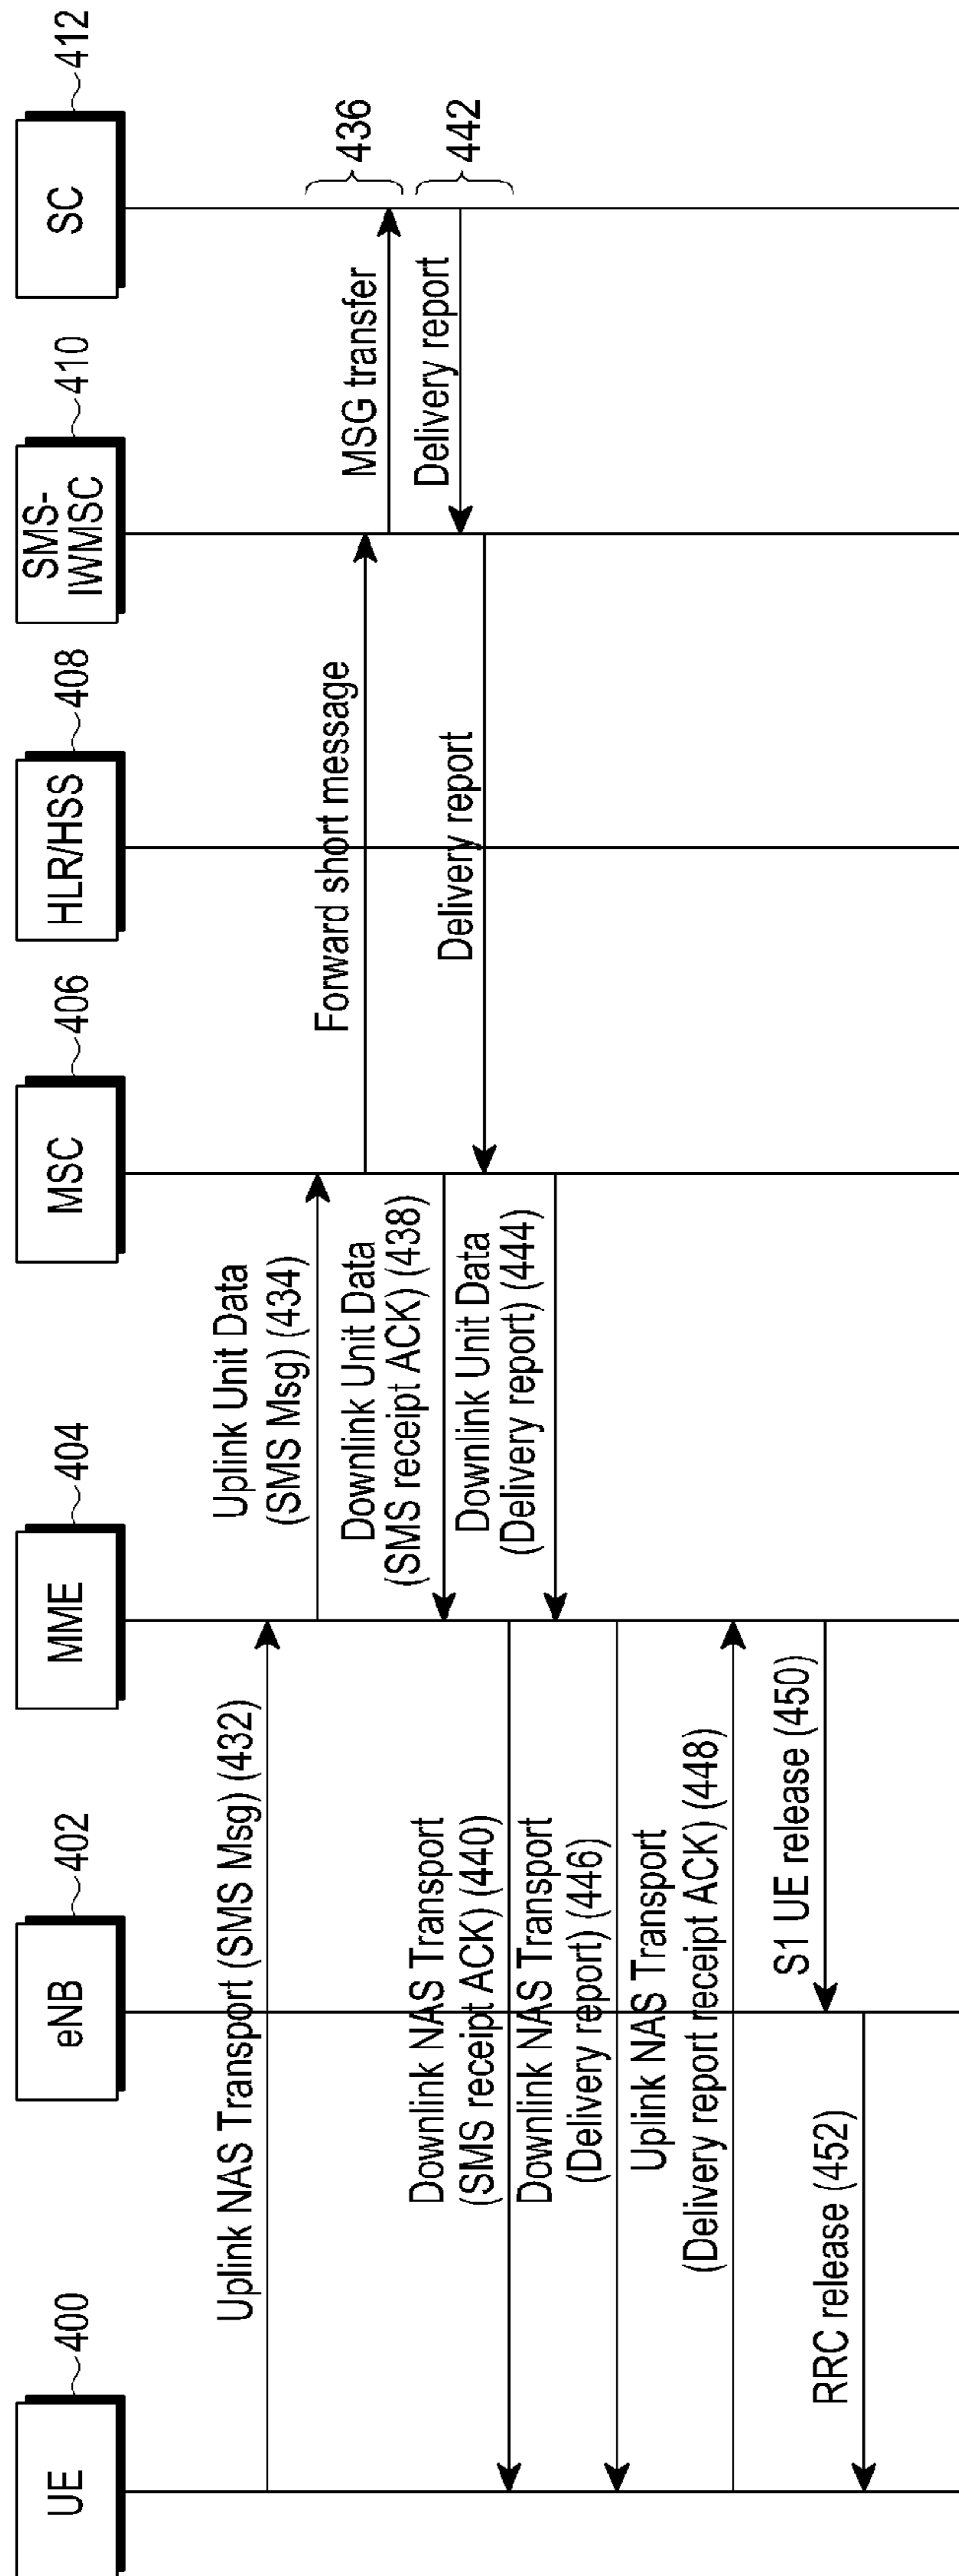 UE
400
eNB
402
MME
404
MSC
406
HLR/HSS
408
SMS-
IWMSC
410
SC
412
Uplink NAS Transport (SMS Msg) (432)
Uplink Unit Data
(SMS Msg) (434)
Forward short message
MSG transfer
436
Downlink Unit Data
(SMS receipt ACK) (438)
Downlink NAS Transport
(SMS receipt ACK) (440)
Delivery report
442
Delivery report
Downlink Unit Data
(Delivery report) (444)
Downlink NAS Transport
(Delivery report) (446)
Uplink NAS Transport
(Delivery report receipt ACK) (448)
S1 UE release (450)
RRC release (452)